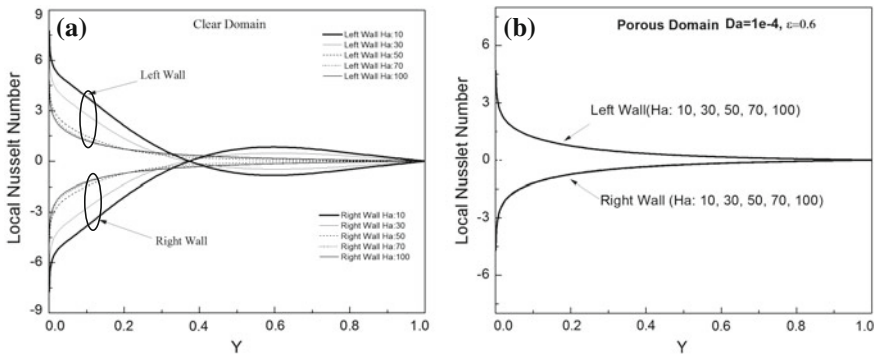 (a)
Clear Domain
Left Wall Ha:10
Left Wall Ha:30
Left Wall Ha:50
Left Wall Ha:70
Left Wall Ha:100
Left Wall
Right Wall
Right Wall Ha:10
Right Wall Ha:30
Right Wall Ha:50
Right Wall Ha:70
Right Wall Ha:100
Local Nusselt Number
9
6
3
0
-3
-6
-9
0.0 0.2 0.4 0.6 0.8 1.0
Y
(b)
Porous Domain Da=1e-4, ε=0.6
Left Wall(Ha: 10, 30, 50, 70, 100)
Right Wall (Ha: 10, 30, 50, 70, 100)
Local Nusslet Number
6
3
0
-3
-6
0.0 0.2 0.4 0.6 0.8 1.0
Y